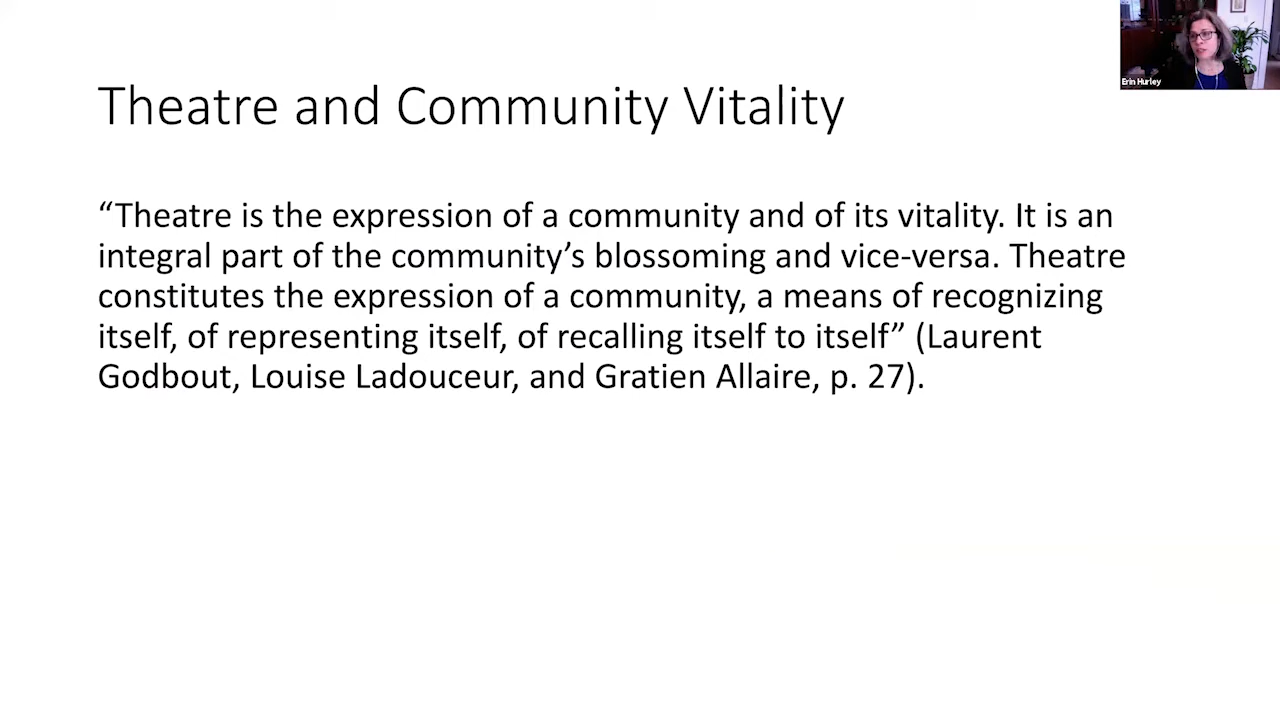 Erin Hurley
Theatre and Community Vitality
“Theatre is the expression of a community and of its vitality. It is an
integral part of the community’s blossoming and vice-versa. Theatre
constitutes the expression of a community, a means of recognizing
itself, of representing itself, of recalling itself to itself” (Laurent
Godbout, Louise Ladouceur, and Gratien Allaire, p. 27).